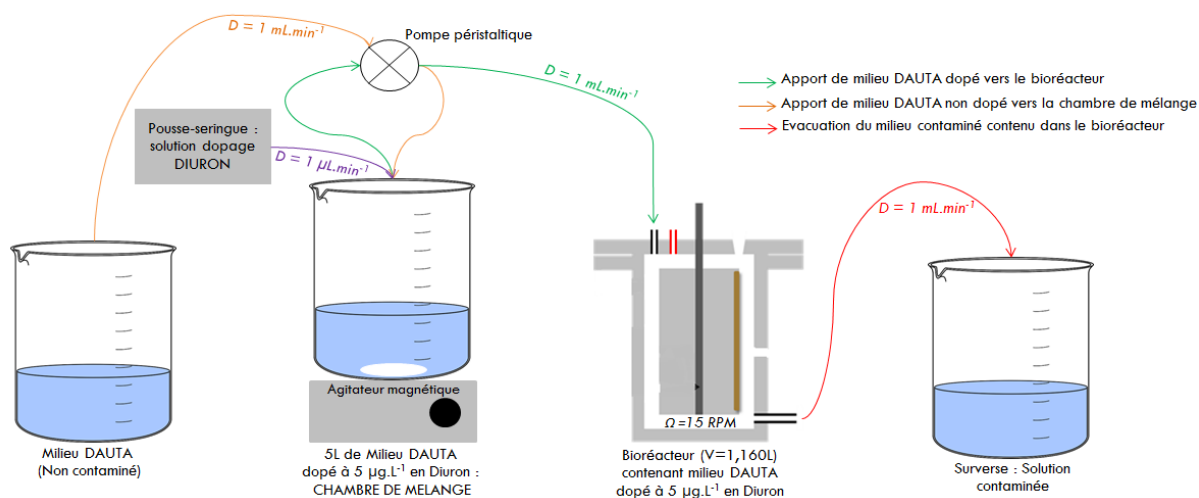 D = 1 mL.min⁻¹
Pompe péristaltique
D = 1 mL.min⁻¹
Apport de milieu DAUTA dopé vers le bioréacteur
Apport de milieu DAUTA non dopé vers la chambre de mélange
Evacuation du milieu contaminé contenu dans le bioréacteur
Pousse-seringue :
solution dopage
DIURON
D = 1 µL.min⁻¹
D = 1 mL.min⁻¹
Agitateur magnétique
Ω =15 RPM
Milieu DAUTA
(Non contaminé)
5L de Milieu DAUTA
dopé à 5 µg.L⁻¹ en Diuron :
CHAMBRE DE MELANGE
Bioréacteur (V=1,160L)
contenant milieu DAUTA
dopé à 5 µg.L⁻¹ en Diuron
Surverse : Solution
contaminée